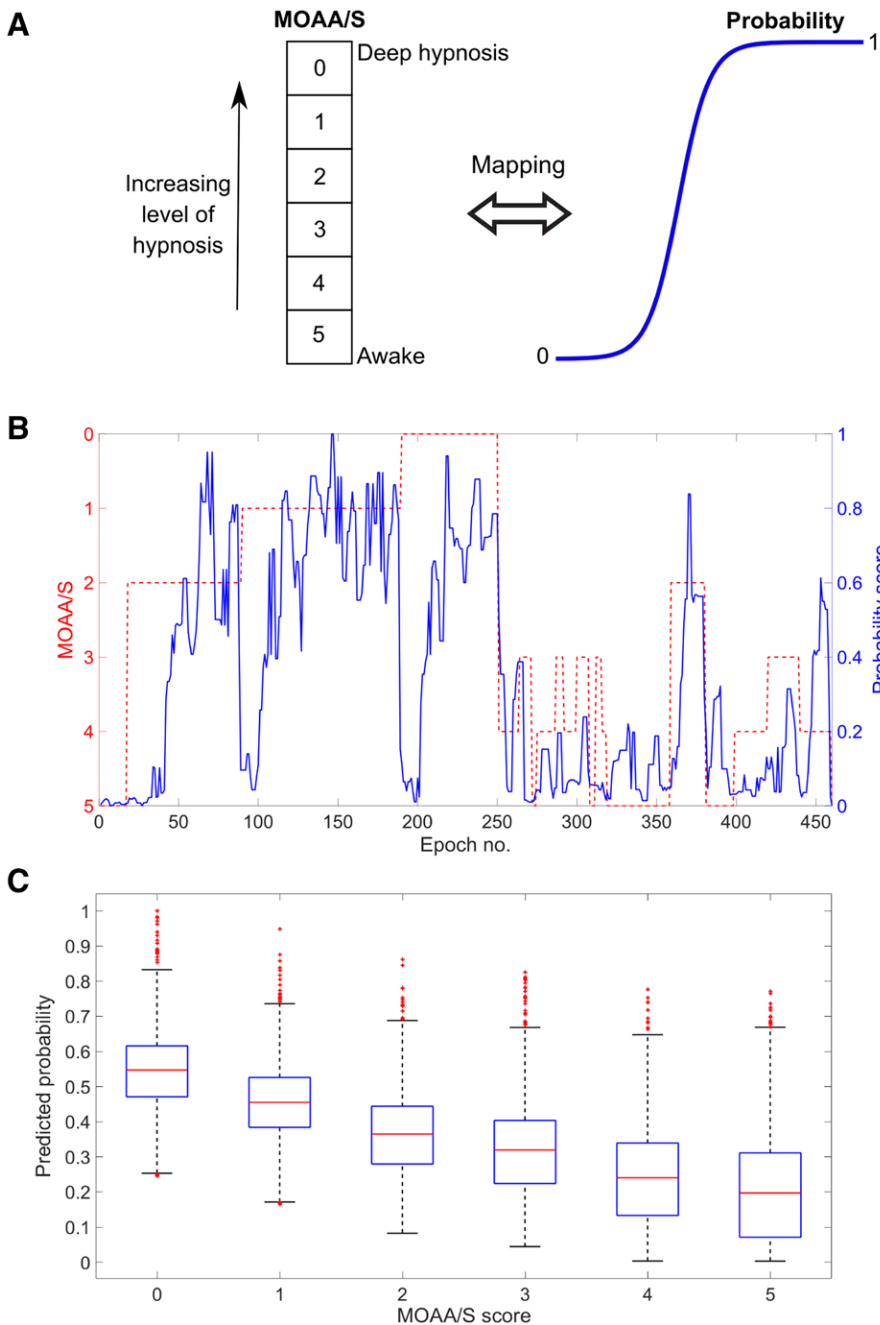 A
MOAA/S
Probability
0
Deep hypnosis
1
1
2
Mapping
Increasing
level of
hypnosis
3
4
5
Awake
0
B
0
1
2
3
4
5
MOAA/S
1
0.8
0.6
0.4
0.2
0
Probability score
0
50
100
150
200
250
300
350
400
450
Epoch no.
C
1
0.9
0.8
0.7
0.6
0.5
0.4
0.3
0.2
0.1
0
Predicted probability
0
1
2
3
4
5
MOAA/S score